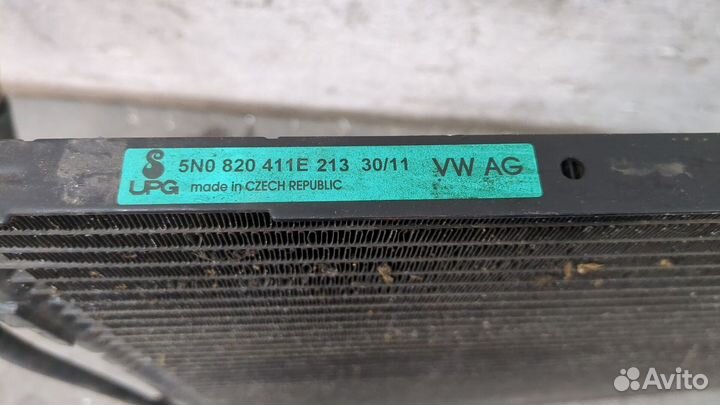 5N0 820 411E 213 30/11 VW AG
UPG made in CZECH REPUBLIC
Avito